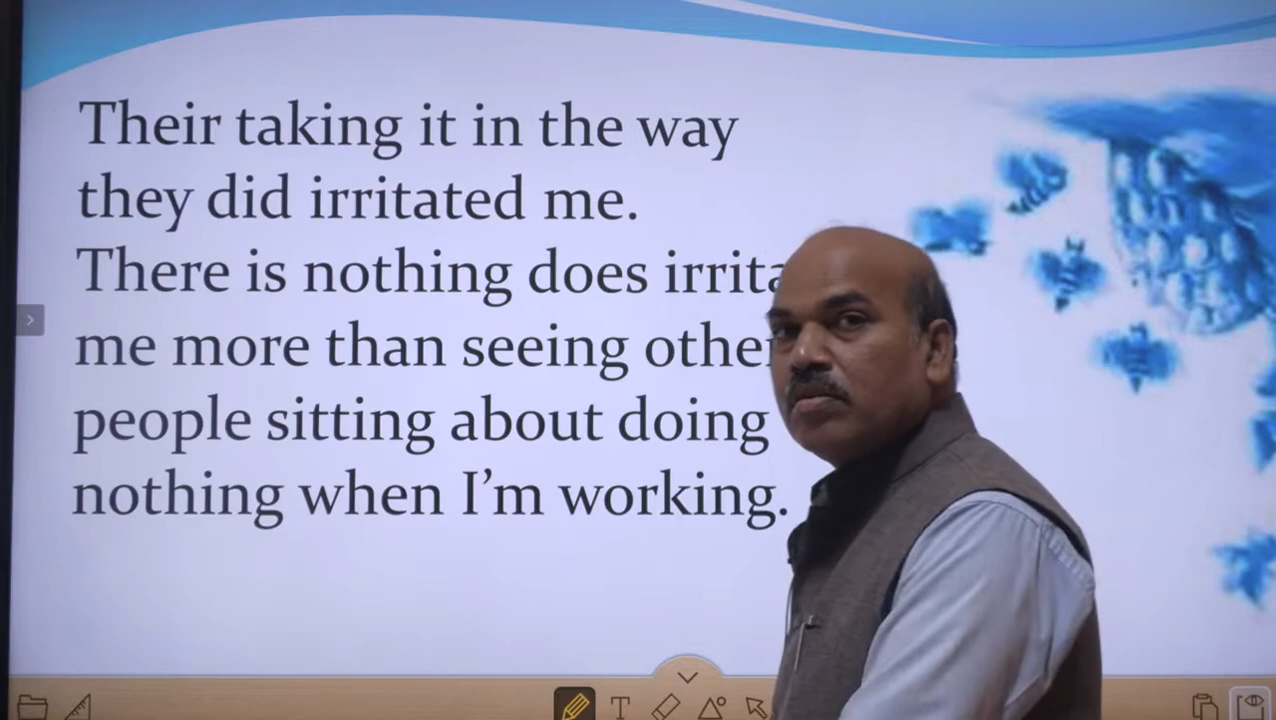 Their taking it in the way
they did irritated me.
There is nothing does irrita
me more than seeing other
people sitting about doing
nothing when I'm working.